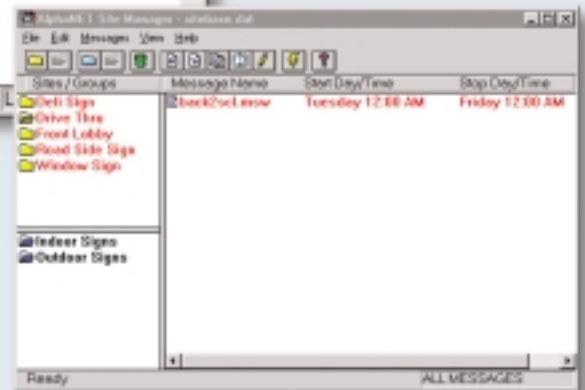 AlphaNET Site Manager - sitebase.dat
File Edit Messages View Help
Sites / Groups Message Name Start Day/Time Stop Day/Time
Deli Sign back2scl.msw Tuesday 12:00 AM Friday 12:00 AM
Drive Thru
Front Lobby
Road Side Sign
Window Sign
Indoor Signs
Outdoor Signs
Ready ALL MESSAGES